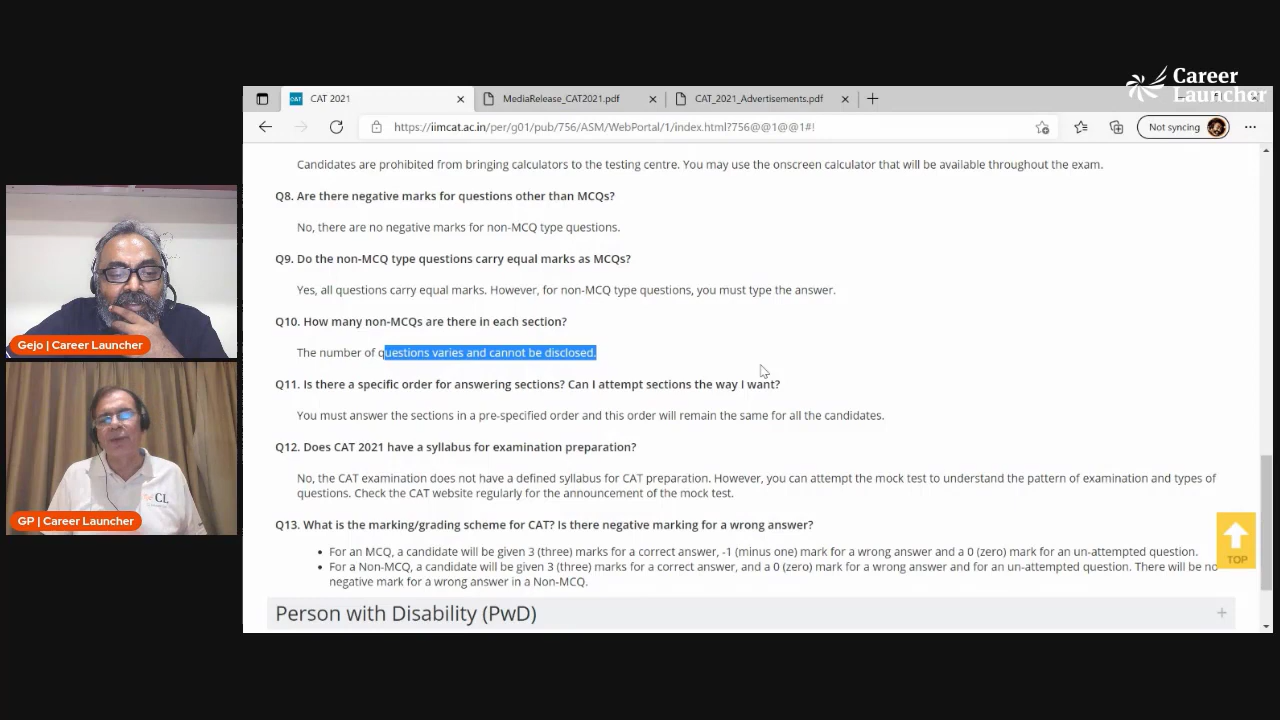 Career
Launcher
CAT 2021
MediaRelease_CAT2021.pdf
CAT_2021_Advertisements.pdf
https://iimcat.ac.in/per/g01/pub/756/ASM/WebPortal/1/index.html?756@@1@@1#!
Not syncing
Candidates are prohibited from bringing calculators to the testing centre. You may use the onscreen calculator that will be available throughout the exam.
Q8. Are there negative marks for questions other than MCQs?
No, there are no negative marks for non-MCQ type questions.
Q9. Do the non-MCQ type questions carry equal marks as MCQs?
Yes, all questions carry equal marks. However, for non-MCQ type questions, you must type the answer.
Q10. How many non-MCQs are there in each section?
The number of questions varies and cannot be disclosed.
Q11. Is there a specific order for answering sections? Can I attempt sections the way I want?
You must answer the sections in a pre-specified order and this order will remain the same for all the candidates.
Q12. Does CAT 2021 have a syllabus for examination preparation?
No, the CAT examination does not have a defined syllabus for CAT preparation. However, you can attempt the mock test to understand the pattern of examination and types of
questions. Check the CAT website regularly for the announcement of the mock test.
Q13. What is the marking/grading scheme for CAT? Is there negative marking for a wrong answer?
• For an MCQ, a candidate will be given 3 (three) marks for a correct answer, -1 (minus one) mark for a wrong answer and a 0 (zero) mark for an un-attempted question.
• For a Non-MCQ, a candidate will be given 3 (three) marks for a correct answer, and a 0 (zero) mark for a wrong answer and for an un-attempted question. There will be no
negative mark for a wrong answer in a Non-MCQ.
TOP
Person with Disability (PwD)
Gejo | Career Launcher
CL
GP | Career Launcher